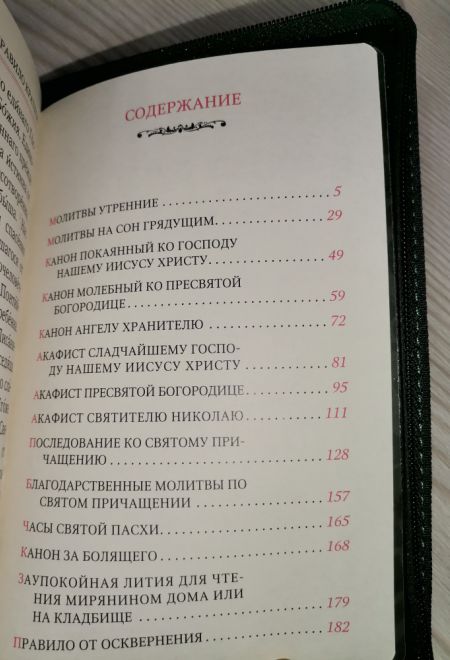 СОДЕРЖАНИЕ
МОЛИТВЫ УТРЕННИЕ . . . . . . . . . . . . . . . . . . . . . . . 5
МОЛИТВЫ НА СОН ГРЯДУЩИМ. . . . . . . . . . . . . . . 29
КАНОН ПОКАЯННЫЙ КО ГОСПОДУ
НАШЕМУ ИИСУСУ ХРИСТУ. . . . . . . . . . . . . . . . 49
КАНОН МОЛЕБНЫЙ КО ПРЕСВЯТОЙ
БОГОРОДИЦЕ . . . . . . . . . . . . . . . . . . . . . . . . . . . 59
КАНОН АНГЕЛУ ХРАНИТЕЛЮ . . . . . . . . . . . . . . . . 72
АКАФИСТ СЛАДЧАЙШЕМУ ГОСПО-
ДУ НАШЕМУ ИИСУСУ ХРИСТУ . . . . . . . . . . . . 81
АКАФИСТ ПРЕСВЯТОЙ БОГОРОДИЦЕ . . . . . . . . 95
АКАФИСТ СВЯТИТЕЛЮ НИКОЛАЮ . . . . . . . . . . 111
ПОСЛЕДОВАНИЕ КО СВЯТОМУ ПРИ-
ЧАЩЕНИЮ . . . . . . . . . . . . . . . . . . . . . . . . . . . . 128
БЛАГОДАРСТВЕННЫЕ МОЛИТВЫ ПО
СВЯТОМ ПРИЧАЩЕНИИ . . . . . . . . . . . . . . . . . 157
ЧАСЫ СВЯТОЙ ПАСХИ. . . . . . . . . . . . . . . . . . . . . 165
КАНОН ЗА БОЛЯЩЕГО . . . . . . . . . . . . . . . . . . . . . 168
ЗАУПОКОЙНАЯ ЛИТИЯ ДЛЯ ЧТЕ-
НИЯ МИРЯНИНОМ ДОМА ИЛИ
НА КЛАДБИЩЕ . . . . . . . . . . . . . . . . . . . . . . . . . 179
ПРАВИЛО ОТ ОСКВЕРНЕНИЯ . . . . . . . . . . . . . . . 182